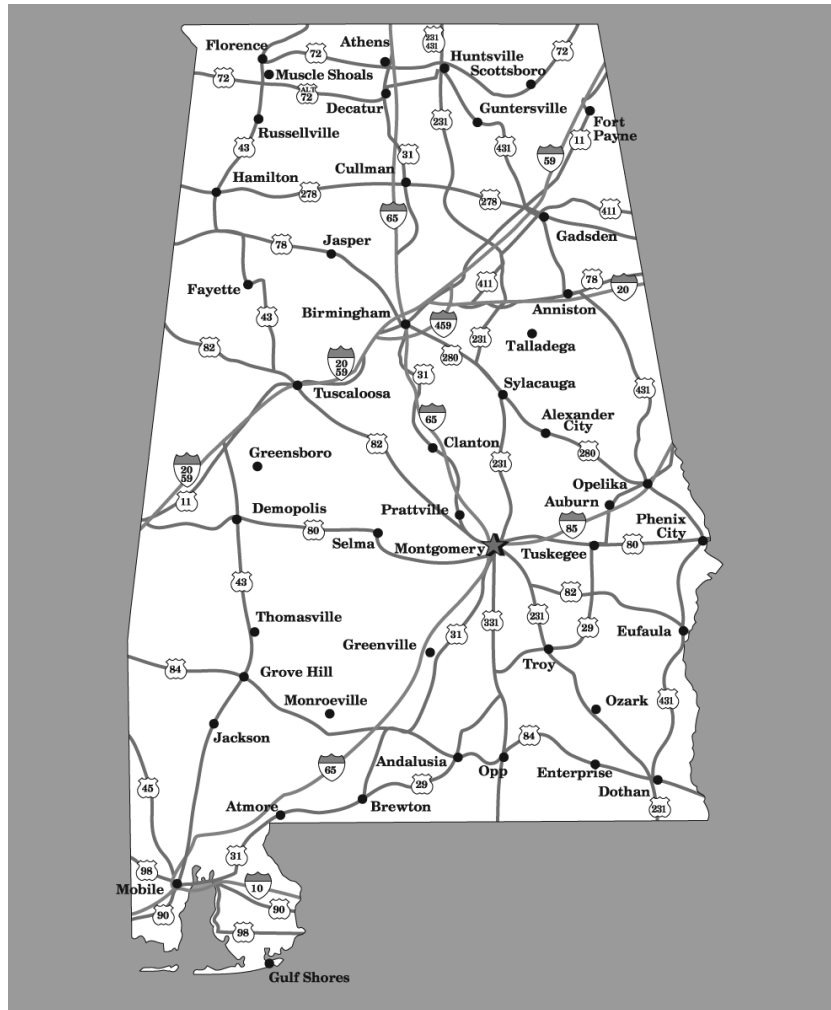 231
431
Athens
Florence
72
72
Huntsville
Scottsboro
Muscle Shoals
72
ALT
72
Decatur
Guntersville
Fort
Payne
Russellville
231
11
43
431
31
59
Cullman
Hamilton
278
278
411
65
Gadsden
78
Jasper
411
78
20
Fayette
Anniston
43
Birmingham
459
231
Talladega
82
280
20
59
31
431
Sylacauga
Tuscaloosa
65
Alexander
City
82
Clanton
280
Greensboro
231
20
59
Opelika
11
Auburn
Demopolis
Prattville
85
Phenix
City
80
Selma
Montgomery
Tuskegee
80
43
82
Thomasville
231
331
29
Eufaula
31
Greenville
84
Troy
Grove Hill
Monroeville
Ozark
431
Jackson
84
65
Andalusia
Opp
Enterprise
45
29
Dothan
Atmore
Brewton
231
31
98
Mobile
10
90
90
98
Gulf Shores